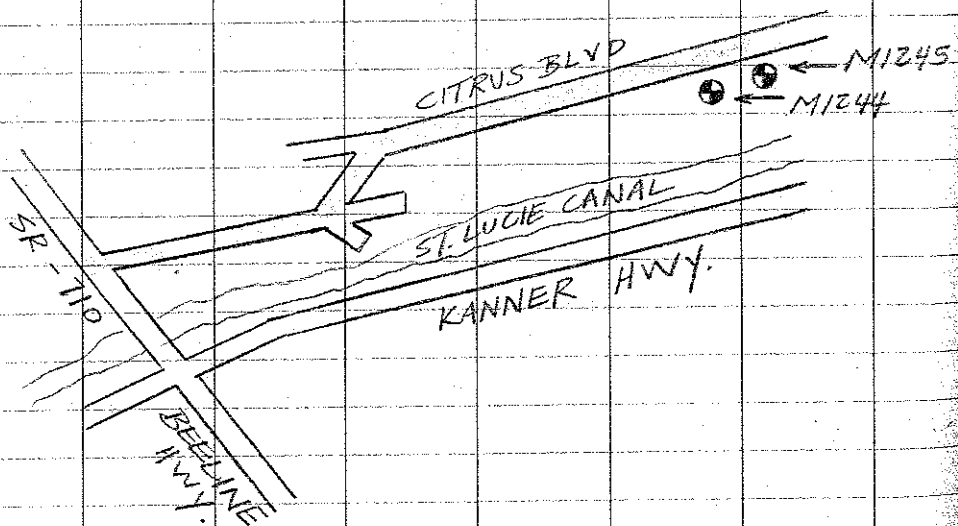 CITRUS BLVD
M1245
M1244
ST. LUCIE CANAL
SR-710
KANNER HWY.
BEELINE
HWY.